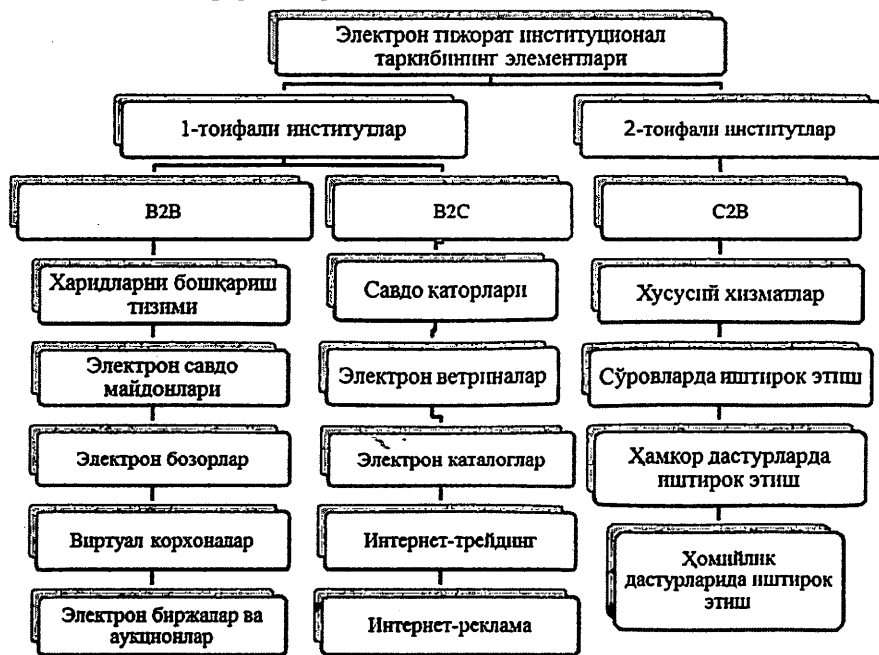 Электрон тижорат институционал
таркибининг элементлари
1-тоифали институтлар
2-тоифали институтлар
B2B
B2C
C2B
Харидларни бошқариш
тизими
Савдо қаторлари
Хусусий хизматлар
Электрон савдо
майдонлари
Электрон ветриналар
Сўровларда иштирок этиш
Электрон бозорлар
Электрон каталоглар
Ҳамкор дастурларда
иштирок этиш
Виртуал корхоналар
Интернет-трейдинг
Ҳомийлик
дастурларида иштирок
этиш
Электрон биржалар ва
аукционлар
Интернет-реклама